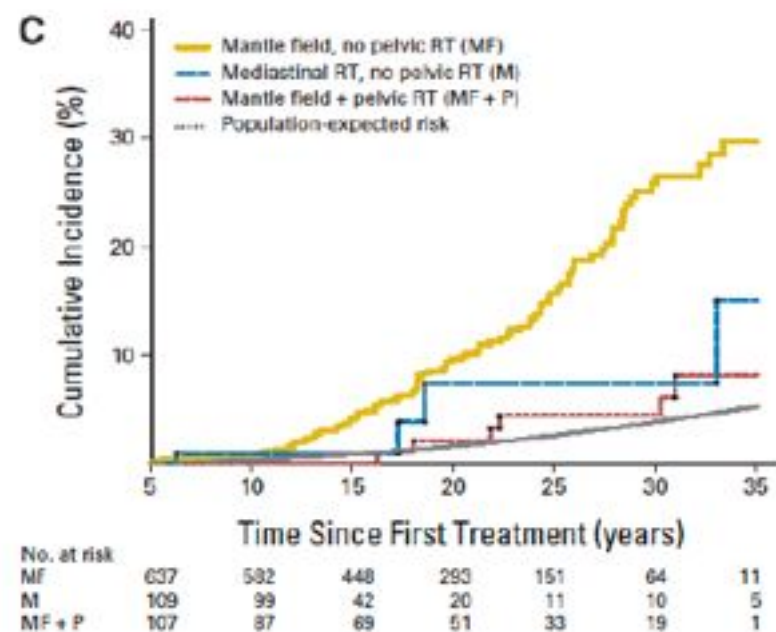 C
40
Mantle field, no pelvic RT (MF)
Mediastinal RT, no pelvic RT (M)
Mantle field + pelvic RT (MF + P)
Population-expected risk
30
20
10
Cumulative Incidence (%)
5 10 15 20 25 30 35
Time Since First Treatment (years)
No. at risk
MF 637 582 448 293 151 64 11
M 109 99 42 20 11 10 5
MF + P 107 87 69 51 33 19 1